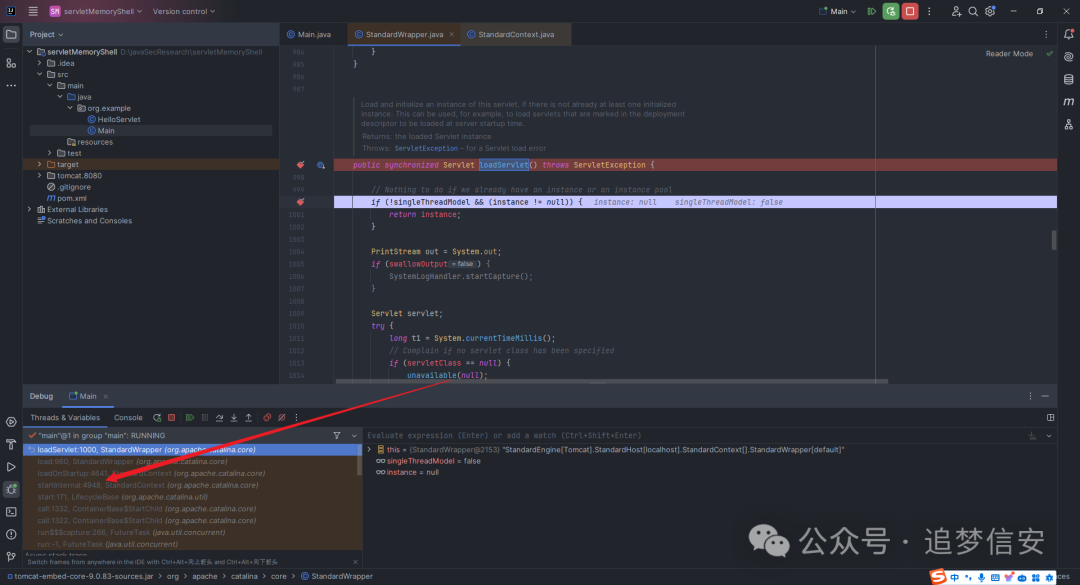 SM servletMemoryShell Version control Main
Project
Main.java StandardWrapper.java StandardContext.java
Reader Mode
servletMemoryShell D:\javaSecResearch\servletMemoryShell
.idea
src
main
java
org.example
HelloServlet
Main
resources
test
target
tomcat.8080
.gitignore
pom.xml
External Libraries
Scratches and Consoles
}
985 }
986
987
Load and initialize an instance of this servlet, if there is not already at least one initialized
instance. This can be used, for example, to load servlets that are marked in the deployment
descriptor to be loaded at server startup time.
Returns: the loaded Servlet instance
Throws: ServletException – for a Servlet load error
public synchronized Servlet loadServlet() throws ServletException {
998
999 // Nothing to do if we already have an instance or an instance pool
if (!singleThreadModel && (instance != null)) { instance: null singleThreadModel: false
1001 return instance;
1002 }
1003
1004 PrintStream out = System.out;
1005 if (swallowOutput = false ) {
1006 SystemLogHandler.startCapture();
1007 }
1008
1009 Servlet servlet;
1010 try {
1011 long t1 = System.currentTimeMillis();
1012 // Complain if no servlet class has been specified
1013 if (servletClass == null) {
1014 unavailable(null);
Debug Main
Threads & Variables Console
"main"@1 in group "main": RUNNING
Evaluate expression (Enter) or add a watch (Ctrl+Shift+Enter)
loadServlet:1000, StandardWrapper (org.apache.catalina.core)
load:960, StandardWrapper (org.apache.catalina.core)
loadOnStartup:4641, StandardContext (org.apache.catalina.core)
startInternal:4948, StandardContext (org.apache.catalina.core)
start:171, LifecycleBase (org.apache.catalina.util)
call:1332, ContainerBase$StartChild (org.apache.catalina.core)
call:1322, ContainerBase$StartChild (org.apache.catalina.core)
run$$$capture:266, FutureTask (java.util.concurrent)
run:-1, FutureTask (java.util.concurrent)
Async stack trace
this = {StandardWrapper@2153} "StandardEngine[Tomcat].StandardHost[localhost].StandardContext[].StandardWrapper[default]"
singleThreadModel = false
instance = null
Switch frames from anywhere in the IDE with Ctrl+Alt+向上箭头 and Ctrl+Alt+向下箭头
公众号 · 追梦信安
tomcat-embed-core-9.0.83-sources.jar › org › apache › catalina › core › StandardWrapper
中